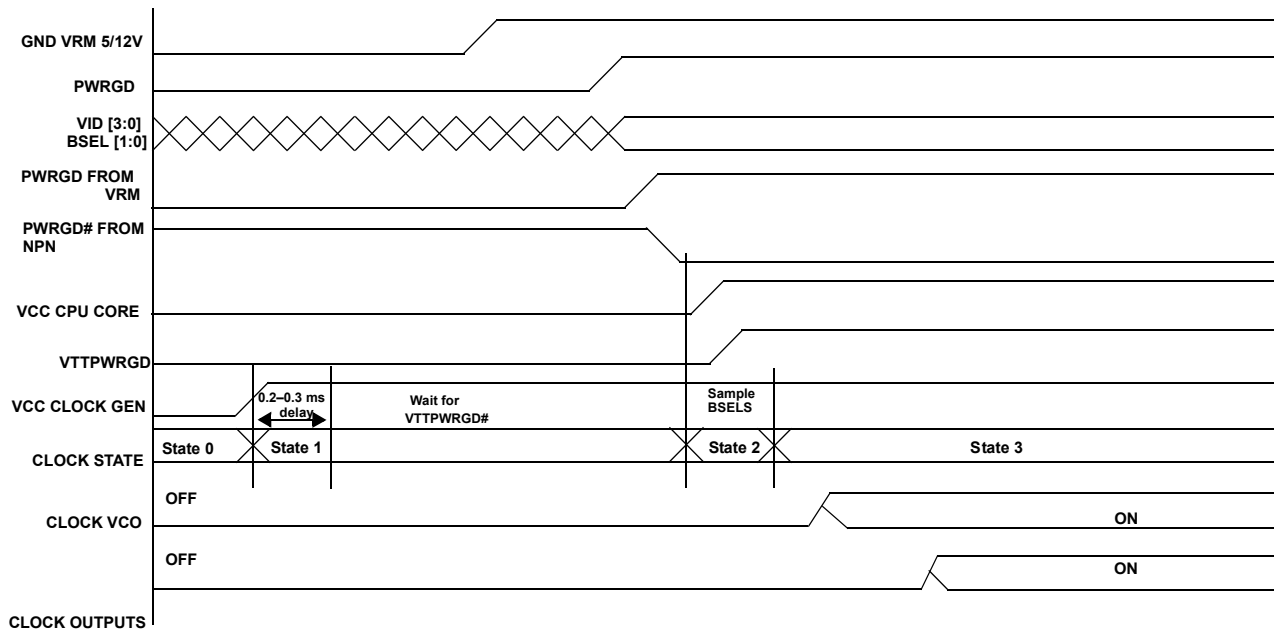 GND VRM 5/12V
PWRGD
VID [3:0]
BSEL [1:0]
PWRGD FROM
VRM
PWRGD# FROM
NPN
VCC CPU CORE
VTTPWRGD
VCC CLOCK GEN
0.2–0.3 ms
delay
Wait for
VTTPWRGD#
Sample
BSELS
CLOCK STATE
State 0
State 1
State 2
State 3
CLOCK VCO
OFF
ON
OFF
ON
CLOCK OUTPUTS